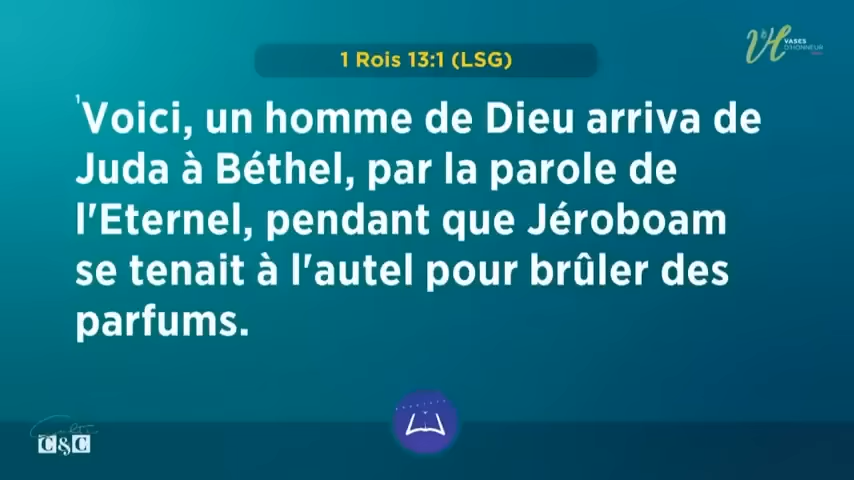 VH VASES
D'HONNEUR
1 Rois 13:1 (LSG)
1Voici, un homme de Dieu arriva de
Juda à Béthel, par la parole de
l'Eternel, pendant que Jéroboam
se tenait à l'autel pour brûler des
parfums.
C&C